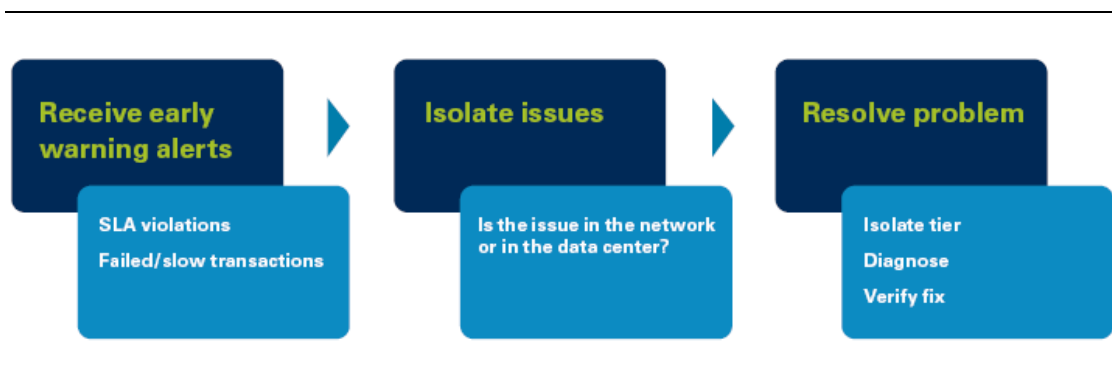 Receive early
warning alerts
SLA violations
Failed/slow transactions
Isolate issues
Is the issue in the network
or in the data center?
Resolve problem
Isolate tier
Diagnose
Verify fix